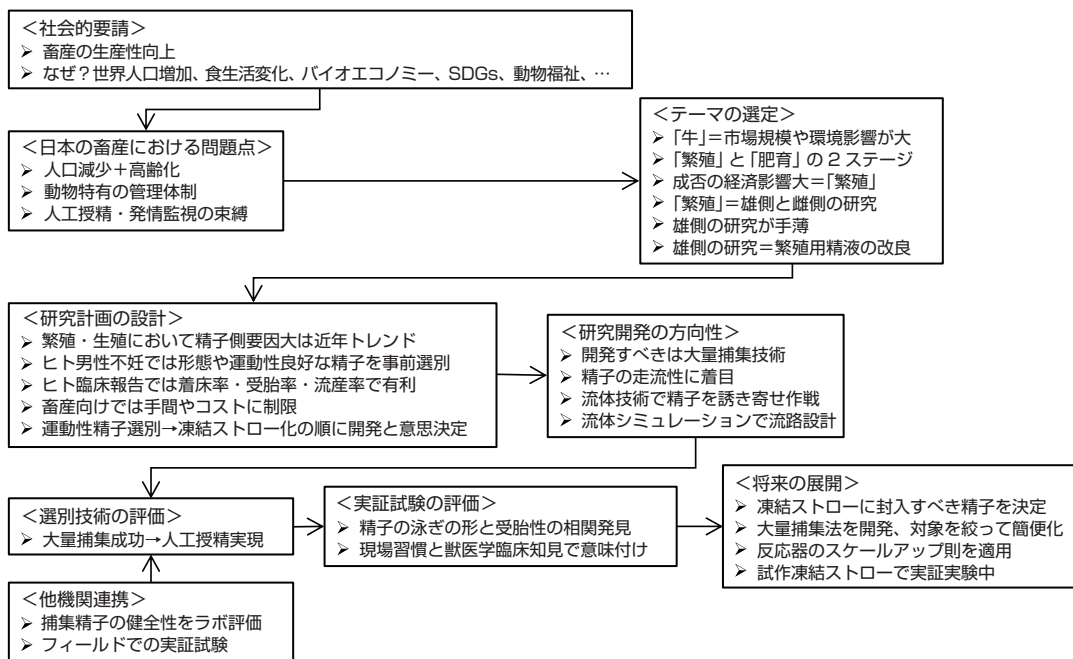 ＜社会的要請＞
➢ 畜産の生産性向上
➢ なぜ？世界人口増加、食生活変化、バイオエコノミー、SDGs、動物福祉、…
＜日本の畜産における問題点＞
➢ 人口減少＋高齢化
➢ 動物特有の管理体制
➢ 人工授精・発情監視の束縛
＜テーマの選定＞
➢ 「牛」＝市場規模や環境影響が大
➢ 「繁殖」と「肥育」の２ステージ
➢ 成否の経済影響大＝「繁殖」
➢ 「繁殖」＝雄側と雌側の研究
➢ 雄側の研究が手薄
➢ 雄側の研究＝繁殖用精液の改良
＜研究計画の設計＞
➢ 繁殖・生殖において精子側要因大は近年トレンド
➢ ヒト男性不妊では形態や運動性良好な精子を事前選別
➢ ヒト臨床報告では着床率・受胎率・流産率で有利
➢ 畜産向けでは手間やコストに制限
➢ 運動性精子選別→凍結ストロー化の順に開発と意思決定
＜研究開発の方向性＞
➢ 開発すべきは大量捕集技術
➢ 精子の走流性に着目
➢ 流体技術で精子を誘き寄せ作戦
➢ 流体シミュレーションで流路設計
＜選別技術の評価＞
➢ 大量捕集成功→人工授精実現
＜実証試験の評価＞
➢ 精子の泳ぎの形と受胎性の相関発見
➢ 現場習慣と獣医学臨床知見で意味付け
＜将来の展開＞
➢ 凍結ストローに封入すべき精子を決定
➢ 大量捕集法を開発、対象を絞って簡便化
➢ 反応器のスケールアップ則を適用
➢ 試作凍結ストローで実証実験中
＜他機関連携＞
➢ 捕集精子の健全性をラボ評価
➢ フィールドでの実証試験